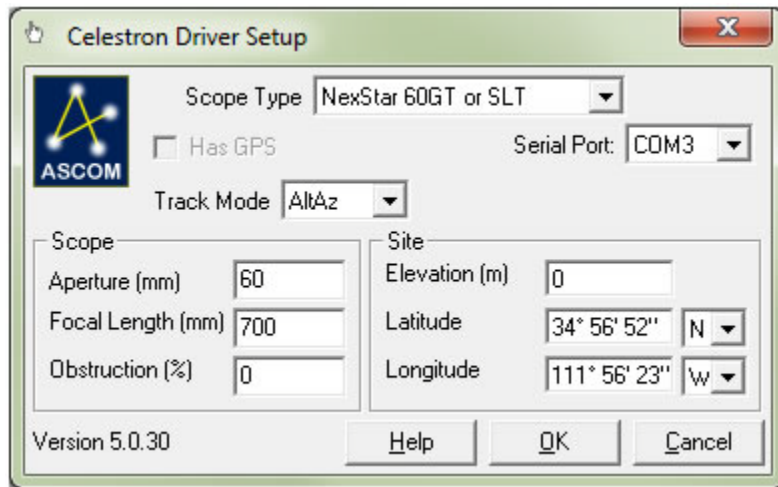 Celestron Driver Setup
Scope Type NexStar 60GT or SLT
ASCOM
Has GPS Serial Port: COM3
Track Mode AltAz
Scope
Aperture (mm) 60
Focal Length (mm) 700
Obstruction (%) 0
Site
Elevation (m) 0
Latitude 34° 56' 52" N
Longitude 111° 56' 23" W
Version 5.0.30 Help OK Cancel